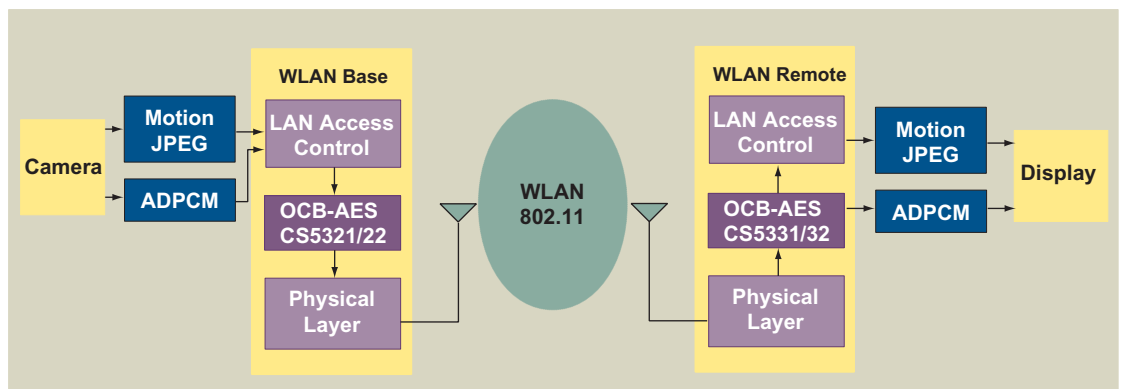 Camera
Motion
JPEG
ADPCM
WLAN Base
LAN Access
Control
OCB-AES
CS5321/22
Physical
Layer
WLAN
802.11
WLAN Remote
LAN Access
Control
OCB-AES
CS5331/32
Physical
Layer
Motion
JPEG
ADPCM
Display